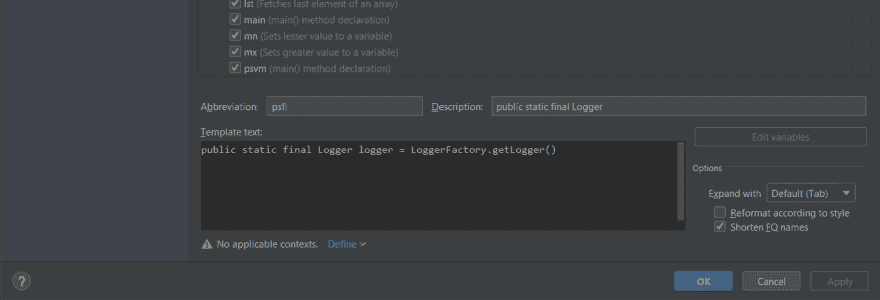 lst (Fetches last element of an array)
main (main() method declaration)
mn (Sets lesser value to a variable)
mx (Sets greater value to a variable)
psvm (main() method declaration)
Abbreviation: psfl Description: public static final Logger
Template text:
public static final Logger logger = LoggerFactory.getLogger()
Edit variables
Options
Expand with Default (Tab)
Reformat according to style
Shorten FQ names
No applicable contexts. Define
? OK Cancel Apply